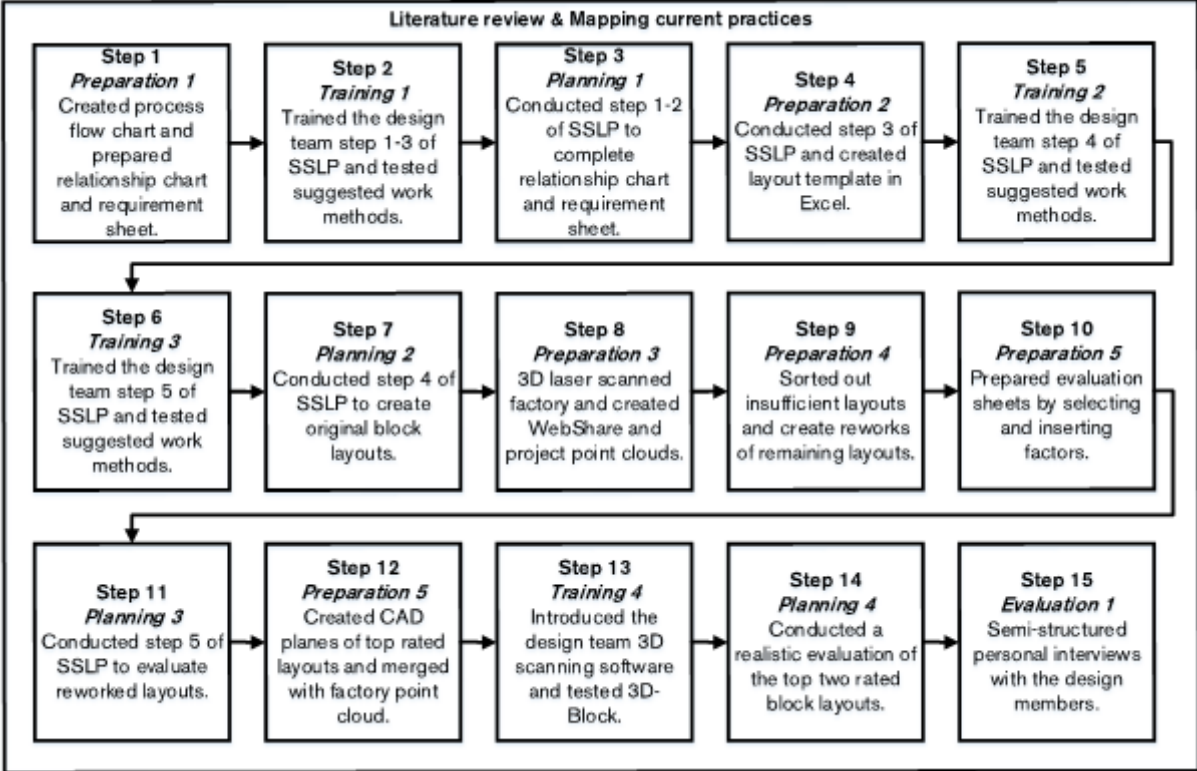 Literature review & Mapping current practices
Step 1
Preparation 1
Created process
flow chart and
prepared
relationship chart
and requirement
sheet.
Step 2
Training 1
Trained the design
team step 1-3 of
SSLP and tested
suggested work
methods.
Step 3
Planning 1
Conducted step 1-2
of SSLP to
complete
relationship chart
and requirement
sheet.
Step 4
Preparation 2
Conducted step 3 of
SSLP and created
layout template in
Excel.
Step 5
Training 2
Trained the design
team step 4 of
SSLP and tested
suggested work
methods.
Step 6
Training 3
Trained the design
team step 5 of
SSLP and tested
suggested work
methods.
Step 7
Planning 2
Conducted step 4 of
SSLP to create
original block
layouts.
Step 8
Preparation 3
3D laser scanned
factory and created
WebShare and
project point clouds.
Step 9
Preparation 4
Sorted out
insufficient layouts
and create reworks
of remaining layouts.
Step 10
Preparation 5
Prepared evaluation
sheets by selecting
and inserting
factors.
Step 11
Planning 3
Conducted step 5 of
SSLP to evaluate
reworked layouts.
Step 12
Preparation 5
Created CAD
planes of top rated
layouts and merged
with factory point
cloud.
Step 13
Training 4
Introduced the
design team 3D
scanning software
and tested 3D-
Block.
Step 14
Planning 4
Conducted a
realistic evaluation of
the top two rated
block layouts.
Step 15
Evaluation 1
Semi-structured
personal interviews
with the design
members.